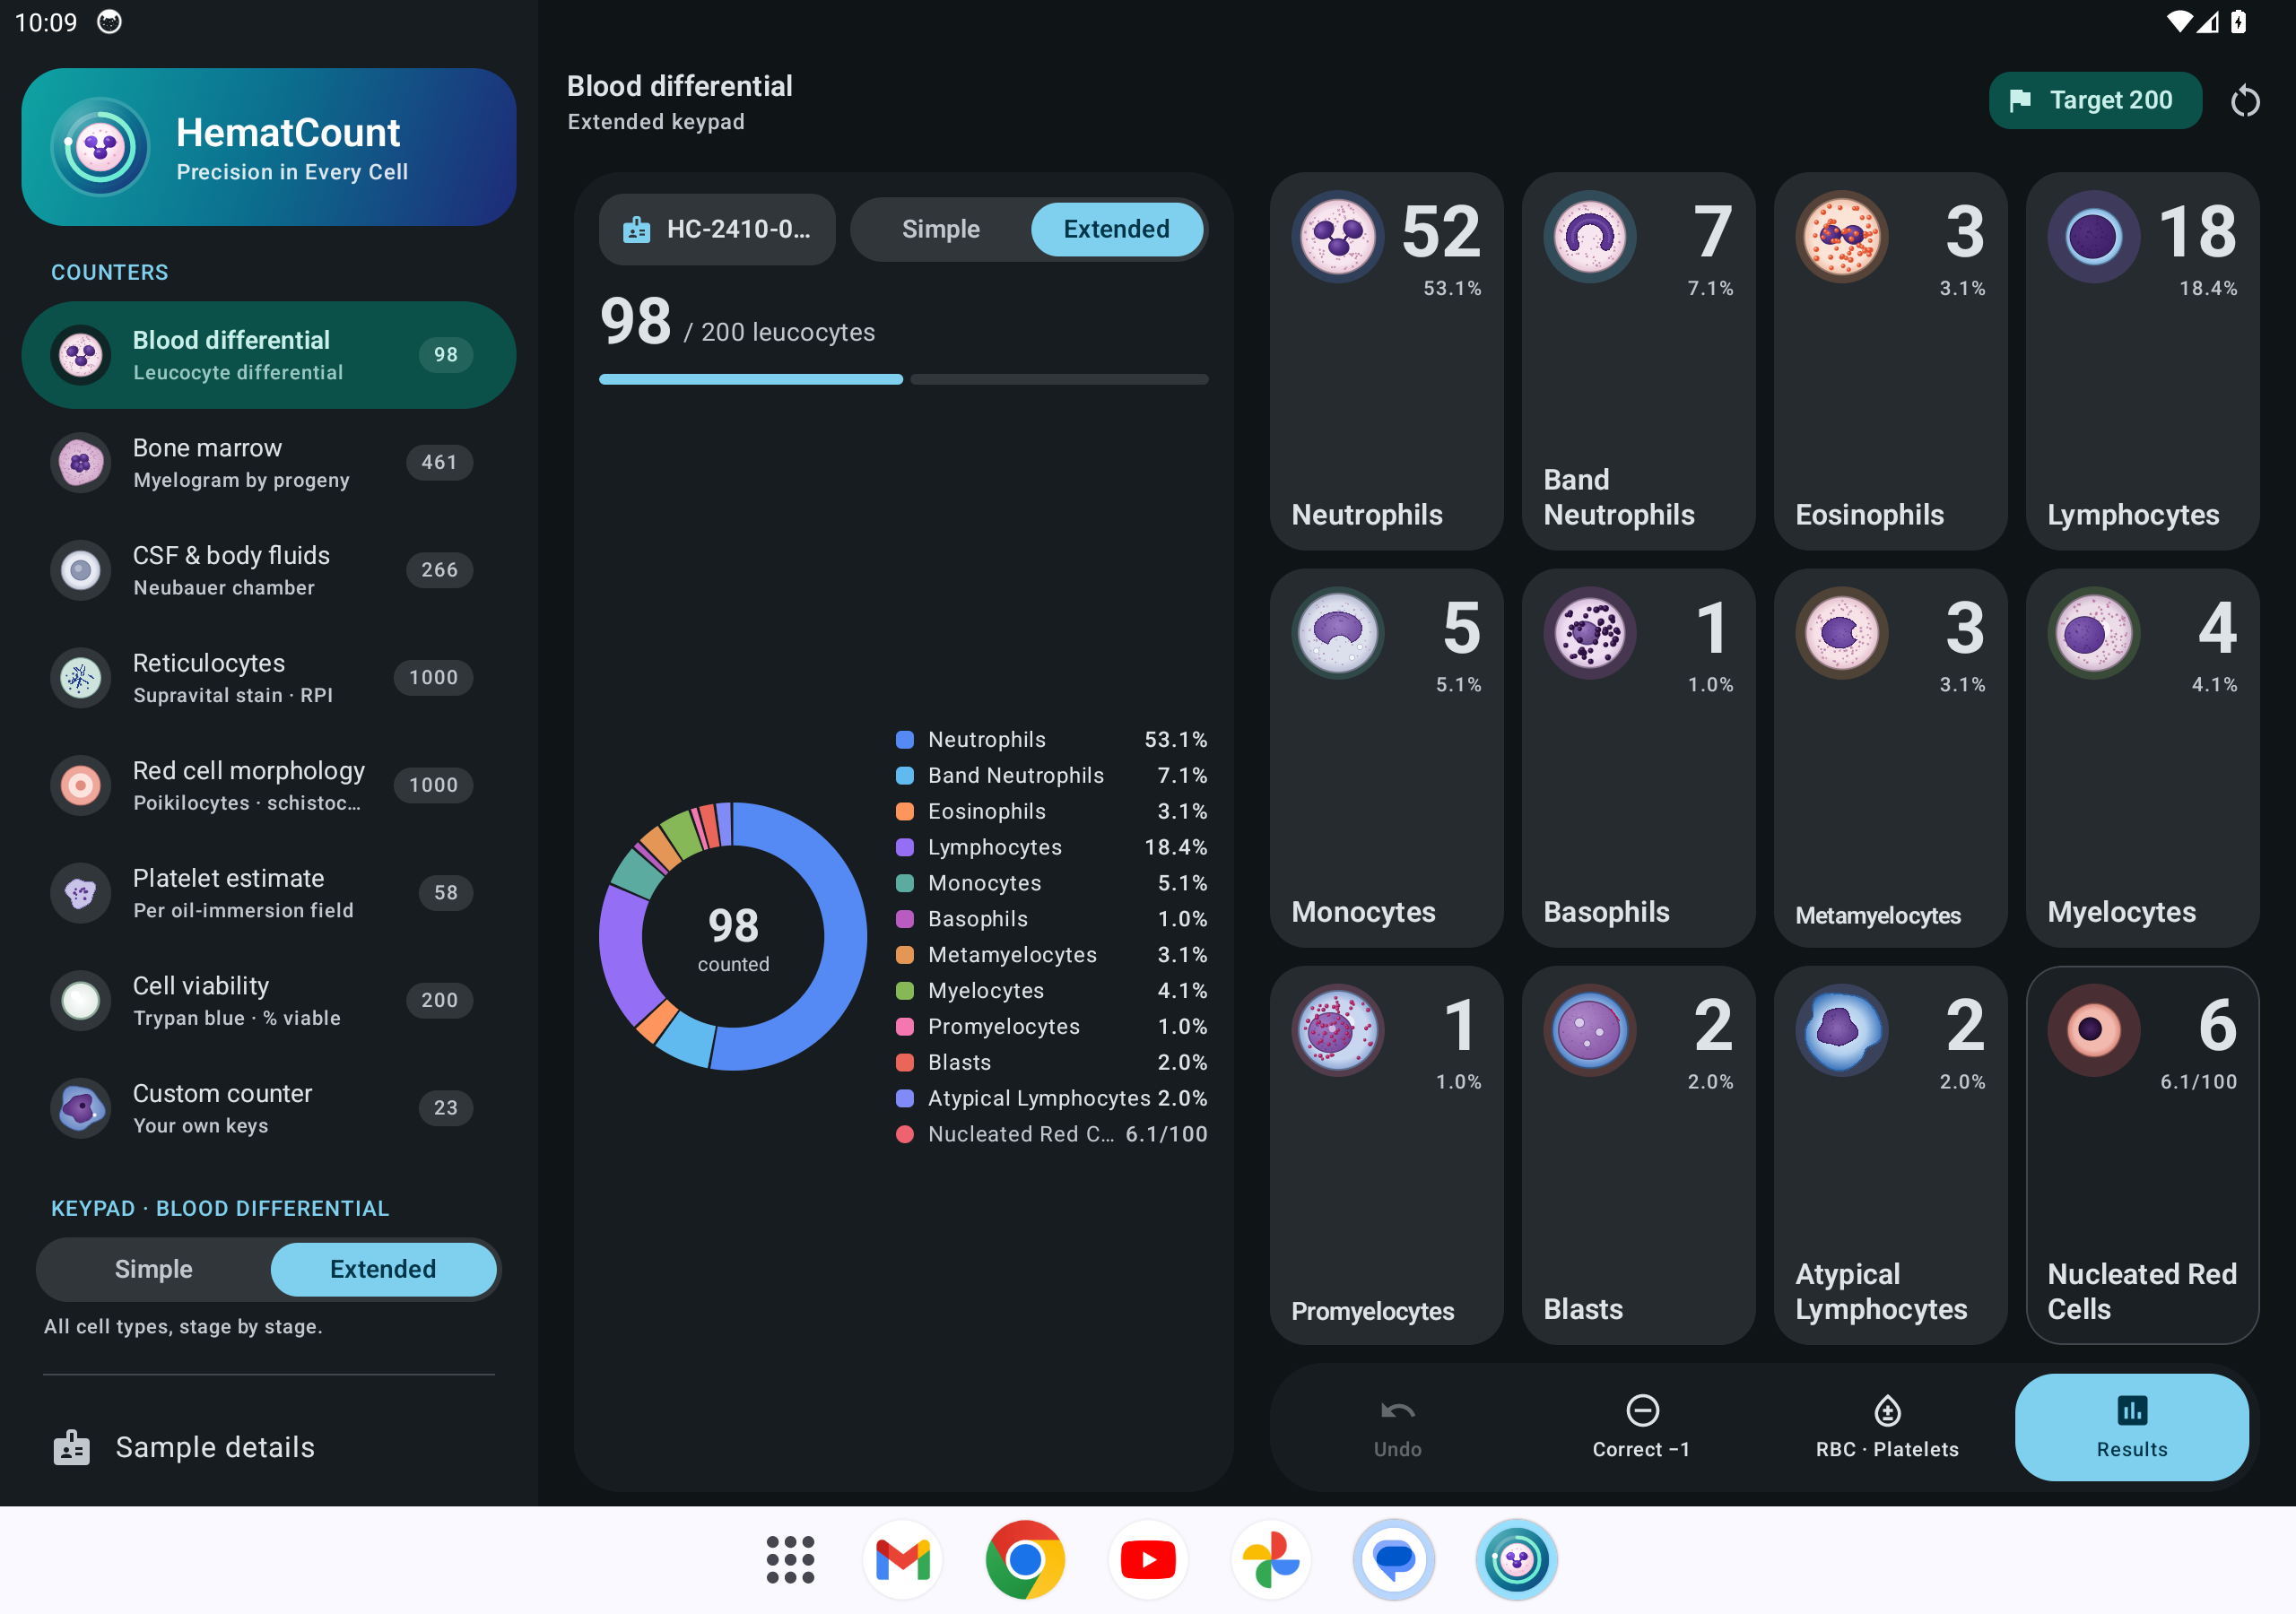 10:09
HematCount
Precision in Every Cell
COUNTERS
Blood differential
Leucocyte differential
98
Bone marrow
Myelogram by progeny
461
CSF & body fluids
Neubauer chamber
266
Reticulocytes
Supravital stain · RPI
1000
Red cell morphology
Poikilocytes · schistoc...
1000
Platelet estimate
Per oil-immersion field
58
Cell viability
Trypan blue · % viable
200
Custom counter
Your own keys
23
KEYPAD · BLOOD DIFFERENTIAL
Simple
Extended
All cell types, stage by stage.
Sample details
Blood differential
Extended keypad
Target 200
HC-2410-0...
Simple
Extended
98 / 200 leucocytes
98
counted
Neutrophils 53.1%
Band Neutrophils 7.1%
Eosinophils 3.1%
Lymphocytes 18.4%
Monocytes 5.1%
Basophils 1.0%
Metamyelocytes 3.1%
Myelocytes 4.1%
Promyelocytes 1.0%
Blasts 2.0%
Atypical Lymphocytes 2.0%
Nucleated Red C... 6.1/100
52
53.1%
Neutrophils
7
7.1%
Band
Neutrophils
3
3.1%
Eosinophils
18
18.4%
Lymphocytes
5
5.1%
Monocytes
1
1.0%
Basophils
3
3.1%
Metamyelocytes
4
4.1%
Myelocytes
1
1.0%
Promyelocytes
2
2.0%
Blasts
2
2.0%
Atypical
Lymphocytes
6
6.1/100
Nucleated Red
Cells
Undo
Correct −1
RBC · Platelets
Results